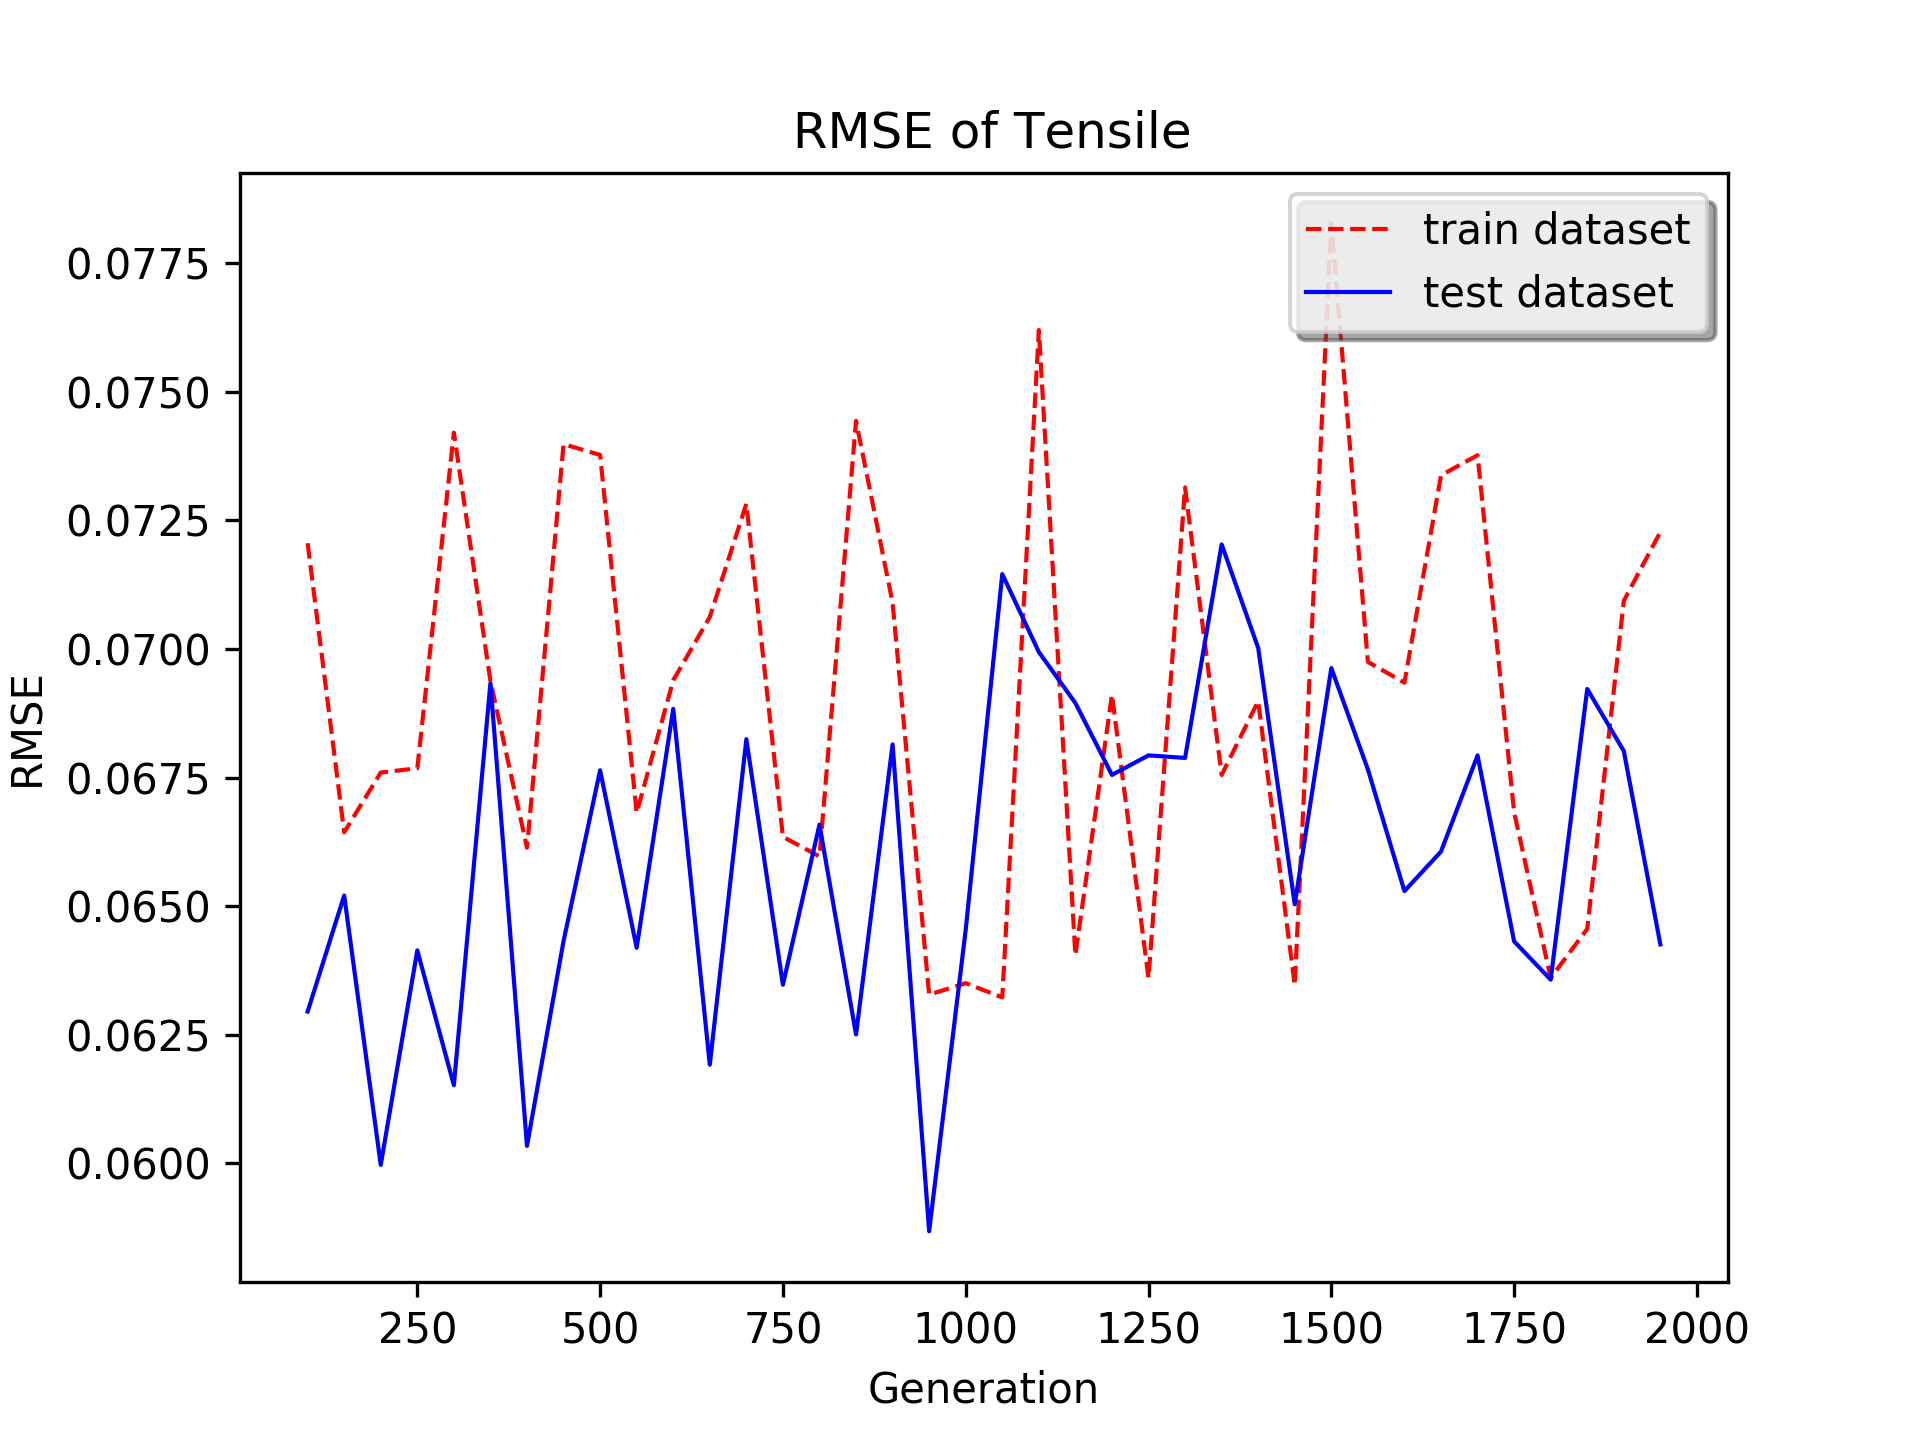 RMSE of Tensile
train dataset
test dataset
0.0775
0.0750
0.0725
0.0700
0.0675
0.0650
0.0625
0.0600
RMSE
250 500 750 1000 1250 1500 1750 2000
Generation